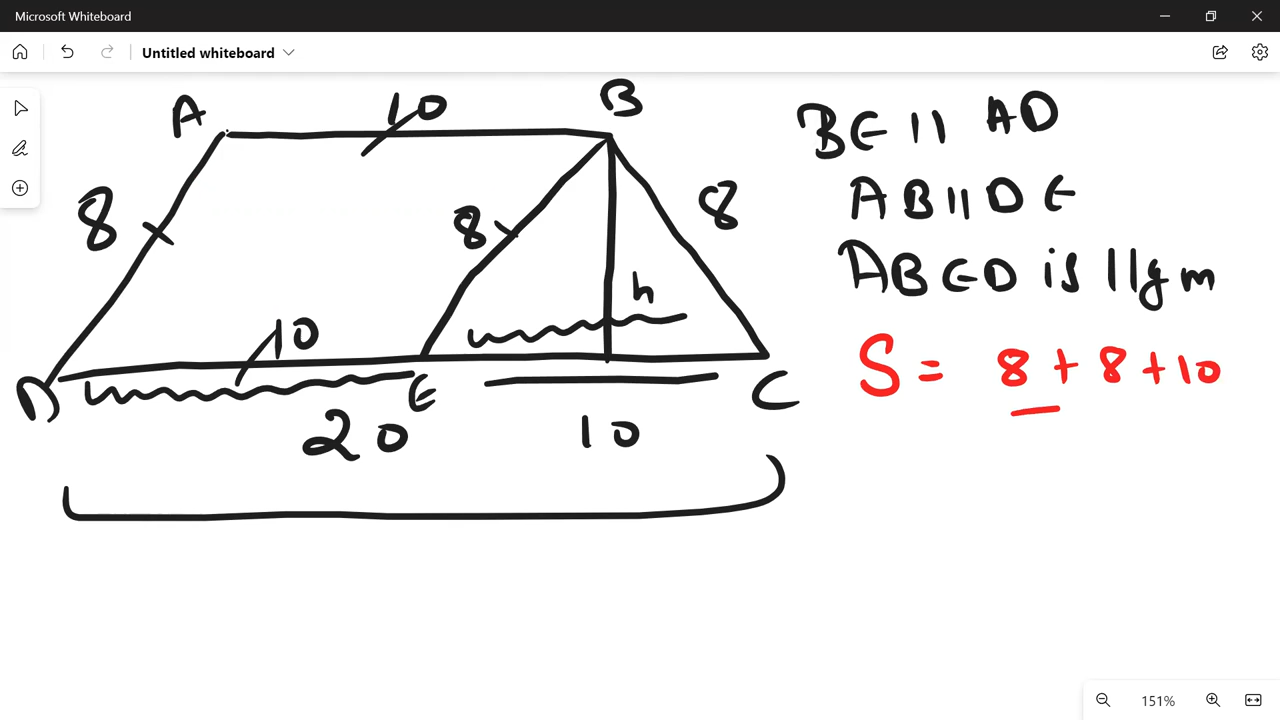 Microsoft Whiteboard
Untitled whiteboard
A 10 B
8 8 8
h
10
D E C
20 10
BE || AD
AB || DE
ABED is ||gm
S = 8 + 8 + 10
151%